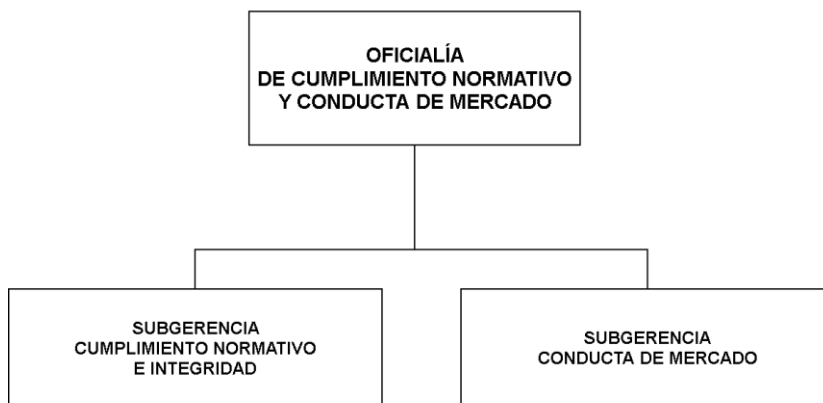 OFICIALÍA
DE CUMPLIMIENTO NORMATIVO
Y CONDUCTA DE MERCADO
SUBGERENCIA
CUMPLIMIENTO NORMATIVO
E INTEGRIDAD
SUBGERENCIA
CONDUCTA DE MERCADO